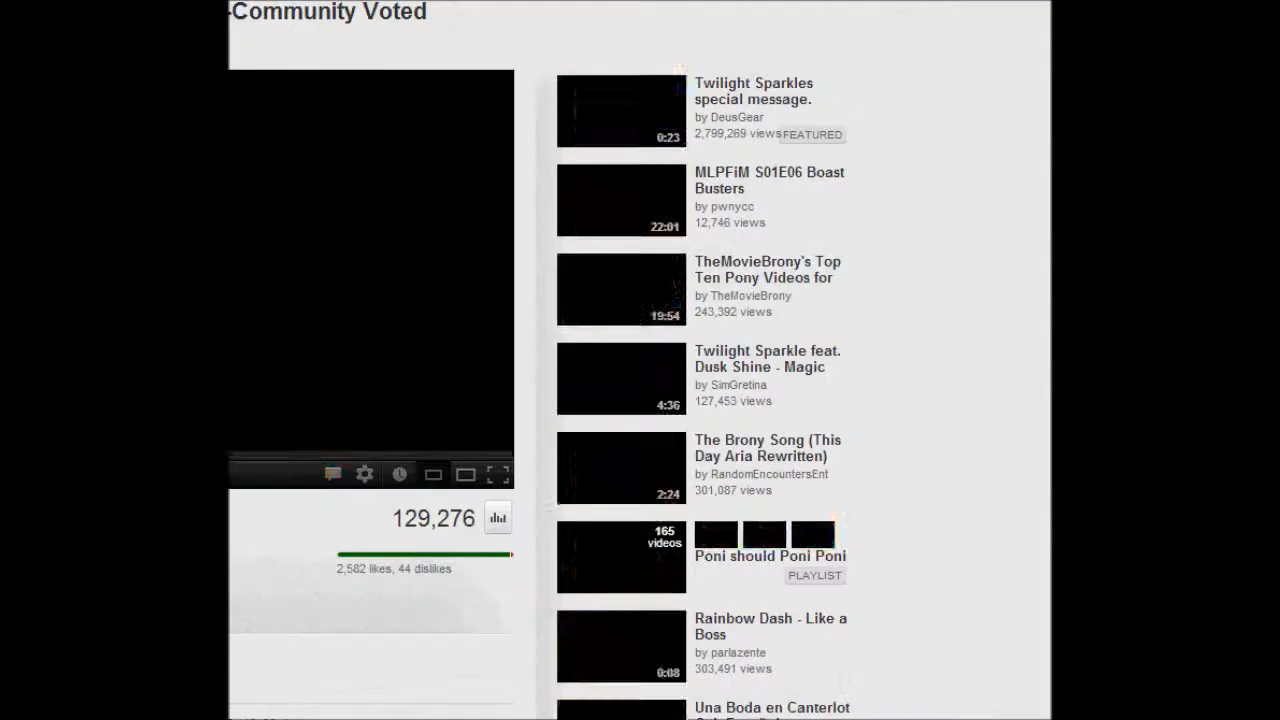 -Community Voted
129,276
2,582 likes, 44 dislikes
0:23
Twilight Sparkles
special message.
by DeusGear
2,799,269 views FEATURED
22:01
MLPFiM S01E06 Boast
Busters
by pwnycc
12,746 views
19:54
TheMovieBrony's Top
Ten Pony Videos for
by TheMovieBrony
243,392 views
4:36
Twilight Sparkle feat.
Dusk Shine - Magic
by SimGretina
127,453 views
2:24
The Brony Song (This
Day Aria Rewritten)
by RandomEncountersEnt
301,087 views
165
videos
Poni should Poni Poni
PLAYLIST
0:08
Rainbow Dash - Like a
Boss
by parlazente
303,491 views
Una Boda en Canterlot